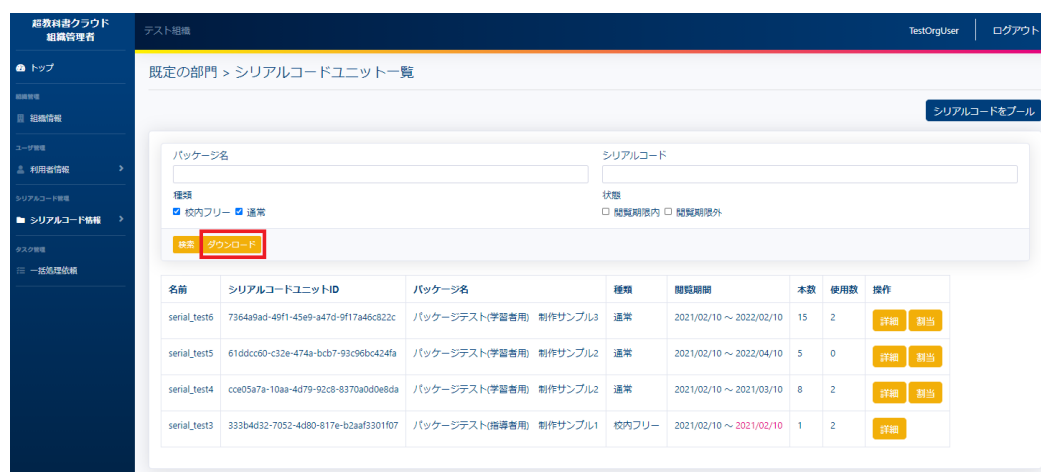 超教科書クラウド
組織管理者
テスト組織
TestOrgUser
ログアウト
トップ
組織管理
組織情報
ユーザ管理
利用者情報
シリアルコード管理
シリアルコード情報
タスク管理
一括処理依頼
既定の部門 > シリアルコードユニット一覧
シリアルコードをプール
パッケージ名
シリアルコード
種類
状態
校内フリー 通常
閲覧期限内 閲覧期限外
検索 ダウンロード
名前 シリアルコードユニットID パッケージ名 種類 閲覧期間 本数 使用数 操作
serial_test6 7364a9ad-49f1-45e9-a47d-9f17a46c822c パッケージテスト(学習者用) 制作サンプル3 通常 2021/02/10 ～ 2022/02/10 15 2 詳細 割当
serial_test5 61ddcc60-c32e-474a-bcb7-93c96bc424fa パッケージテスト(学習者用) 制作サンプル2 通常 2021/02/10 ～ 2022/04/10 5 0 詳細 割当
serial_test4 cce05a7a-10aa-4d79-92c8-8370a0d0e8da パッケージテスト(学習者用) 制作サンプル2 通常 2021/02/10 ～ 2021/03/10 8 2 詳細 割当
serial_test3 333b4d32-7052-4d80-817e-b2aaf3301f07 パッケージテスト(指導者用) 制作サンプル1 校内フリー 2021/02/10 ～ 2021/02/10 1 2 詳細